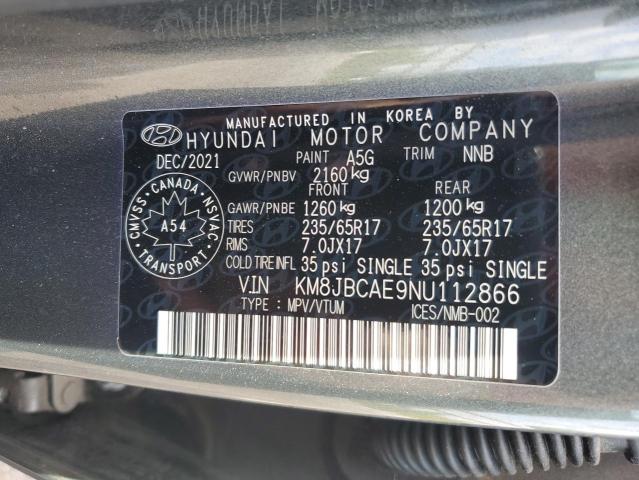 MANUFACTURED IN KOREA BY
HYUNDAI MOTOR COMPANY
DEC/2021 PAINT A5G TRIM NNB
GVWR/PNBV 2160 kg
FRONT REAR
GAWR/PNBE 1260 kg 1200 kg
TIRES 235/65R17 235/65R17
RIMS 7.0JX17 7.0JX17
COLD TIRE INFL 35 psi SINGLE 35 psi SINGLE
VIN KM8JBCAE9NU112866
TYPE : MPV/VTUM ICES/NMB-002
CMVSS · CANADA · NSVAC
A54
TRANSPORT